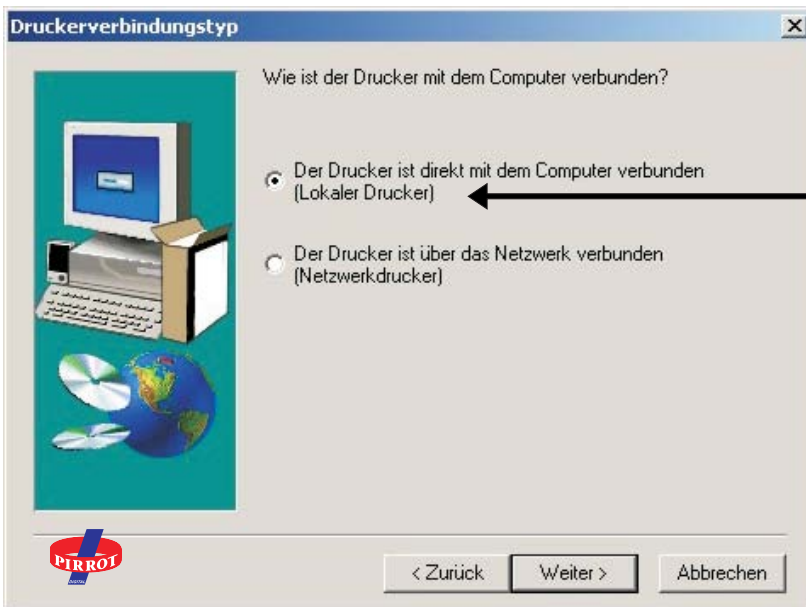 Druckerverbindungstyp
Wie ist der Drucker mit dem Computer verbunden?
Der Drucker ist direkt mit dem Computer verbunden
(Lokaler Drucker)
Der Drucker ist über das Netzwerk verbunden
(Netzwerkdrucker)
PIRROT
< Zurück
Weiter >
Abbrechen